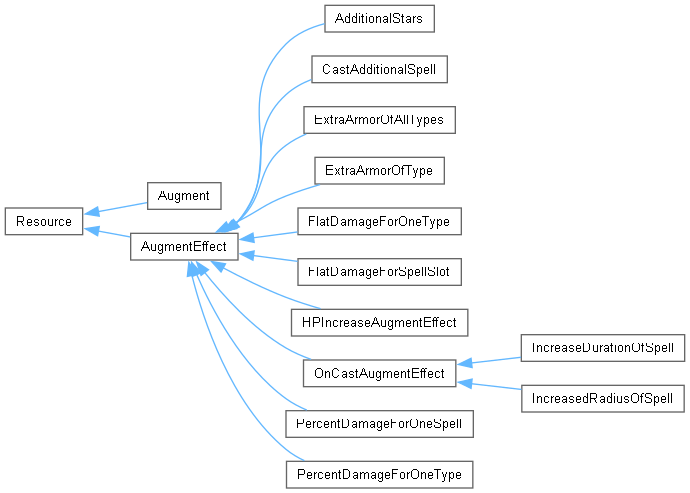 AdditionalStars
CastAdditionalSpell
ExtraArmorOfAllTypes
ExtraArmorOfType
Augment
Resource
FlatDamageForOneType
AugmentEffect
FlatDamageForSpellSlot
HPIncreaseAugmentEffect
IncreaseDurationOfSpell
OnCastAugmentEffect
IncreasedRadiusOfSpell
PercentDamageForOneSpell
PercentDamageForOneType